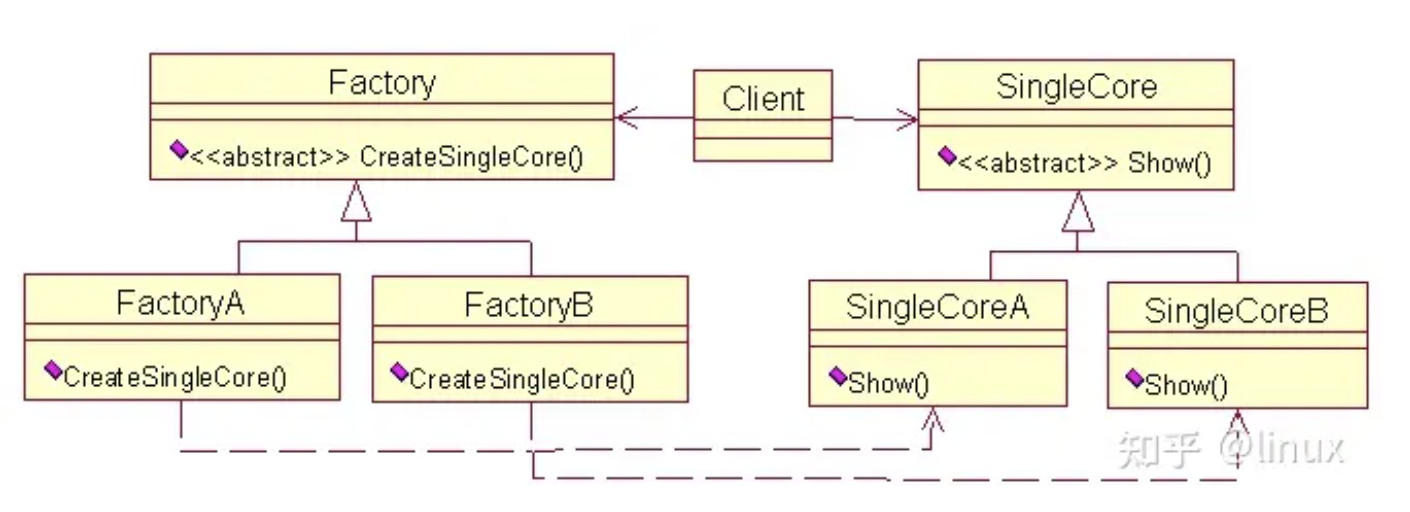 Factory
<<abstract>> CreateSingleCore()
Client
SingleCore
<<abstract>> Show()
FactoryA
CreateSingleCore()
FactoryB
CreateSingleCore()
SingleCoreA
Show()
SingleCoreB
Show()
知乎 @linux